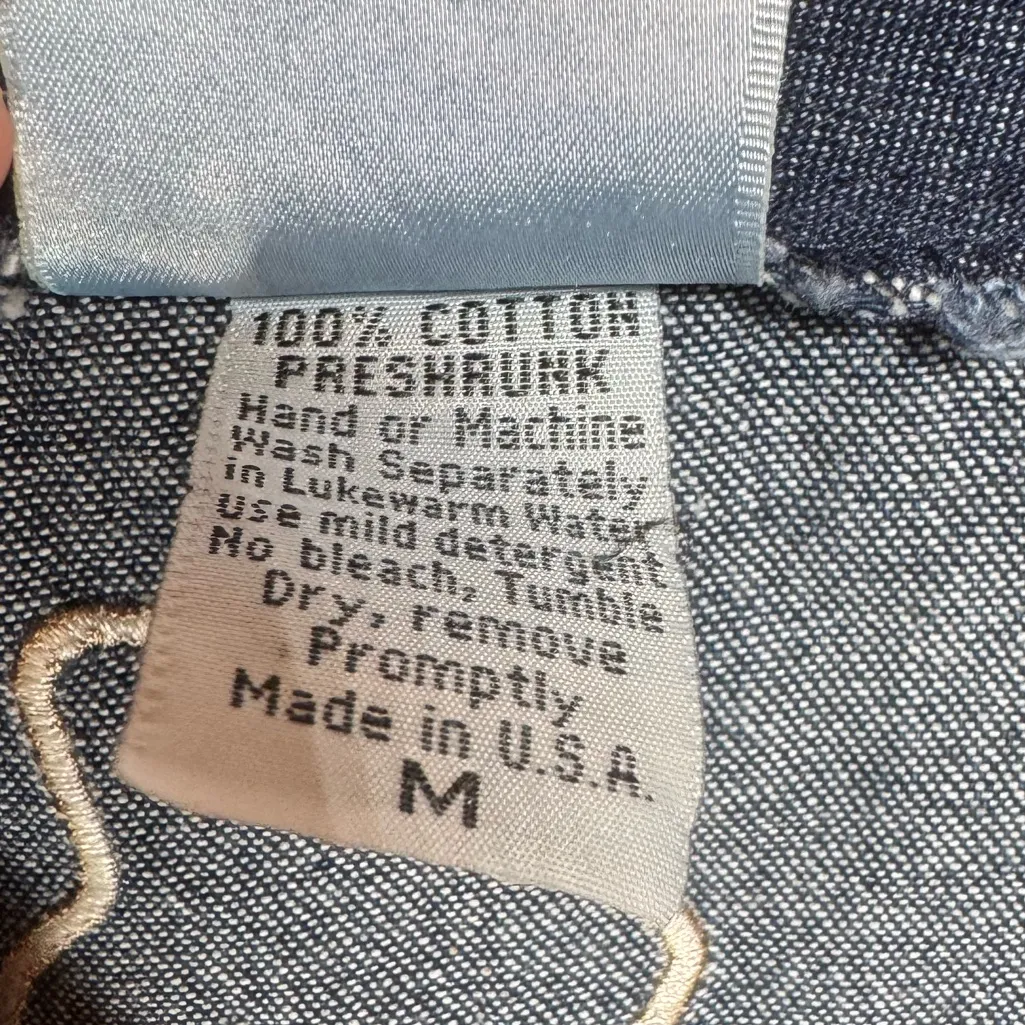 100% COTTON
PRESHRUNK
Hand or Machine
Wash Separately
in Lukewarm Water
use mild detergent
No bleach, Tumble
Dry, remove
Promptly
Made in U.S.A.
M